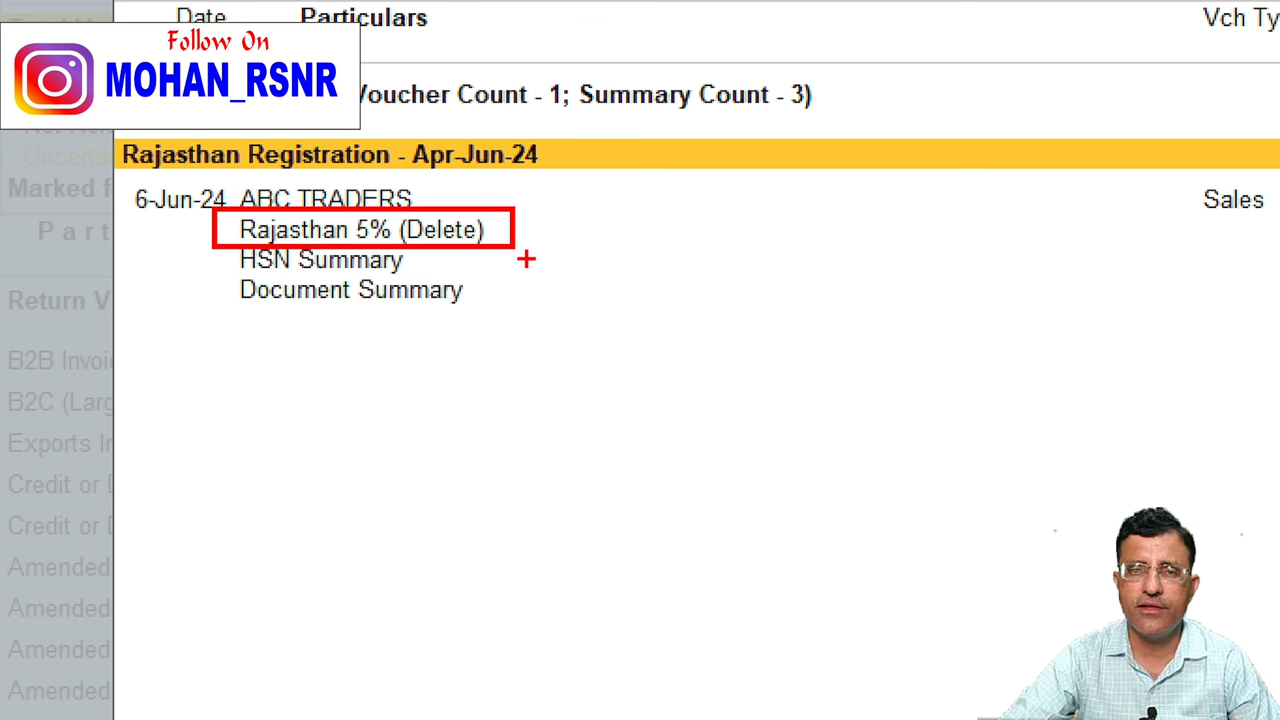 Date Particulars Vch Ty
Follow On
MOHAN_RSNR
Voucher Count - 1; Summary Count - 3)
Uncerta
Rajasthan Registration - Apr-Jun-24
Marked f
6-Jun-24 ABC TRADERS Sales
Part
Rajasthan 5% (Delete)
HSN Summary
Document Summary
Return V
B2B Invoi
B2C (Larg
Exports In
Credit or D
Credit or D
Amended
Amended
Amended
Amended